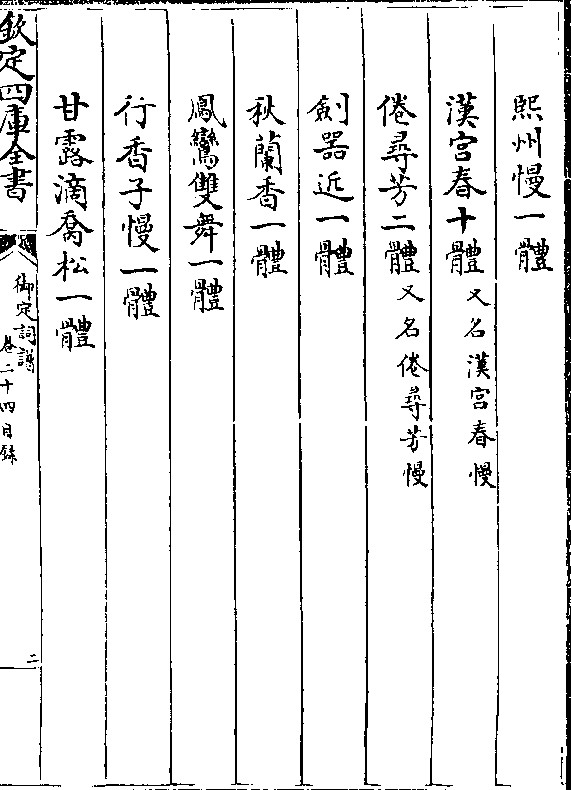 熙州慢一體
漢宮春十體又名漢宮春慢
倦尋芳二體又名倦尋芳慢
劍器近一體
秋蘭香一體
鳳鸞雙舞一體
行香子慢一體
甘露滴喬松一體
欽定四庫全書
御定詞譜
卷二十四目錄
二